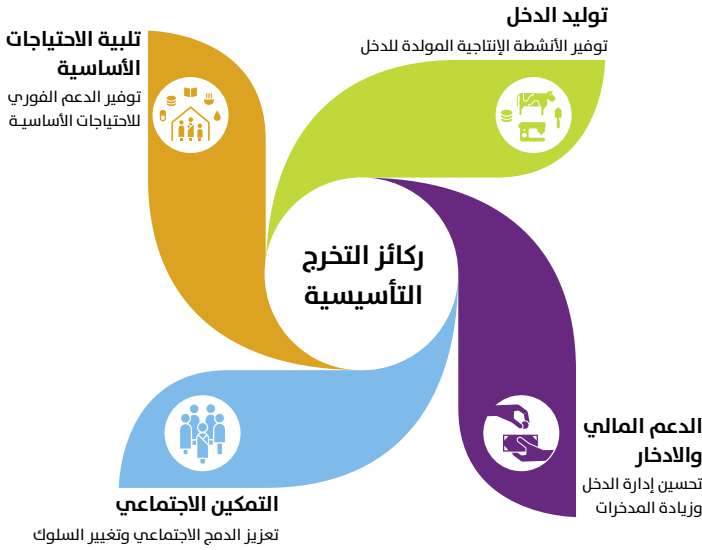 توليد الدخل
توفير الأنشطة الإنتاجية المولدة للدخل
تلبية الاحتياجات
الأساسية
توفير الدعم الفوري
للاحتياجات الأساسية
ركائز التخرج
التأسيسية
الدعم المالي
والادخار
تحسين إدارة الدخل
وزيادة المدخرات
التمكين الاجتماعي
تعزيز الدمج الاجتماعي وتغيير السلوك